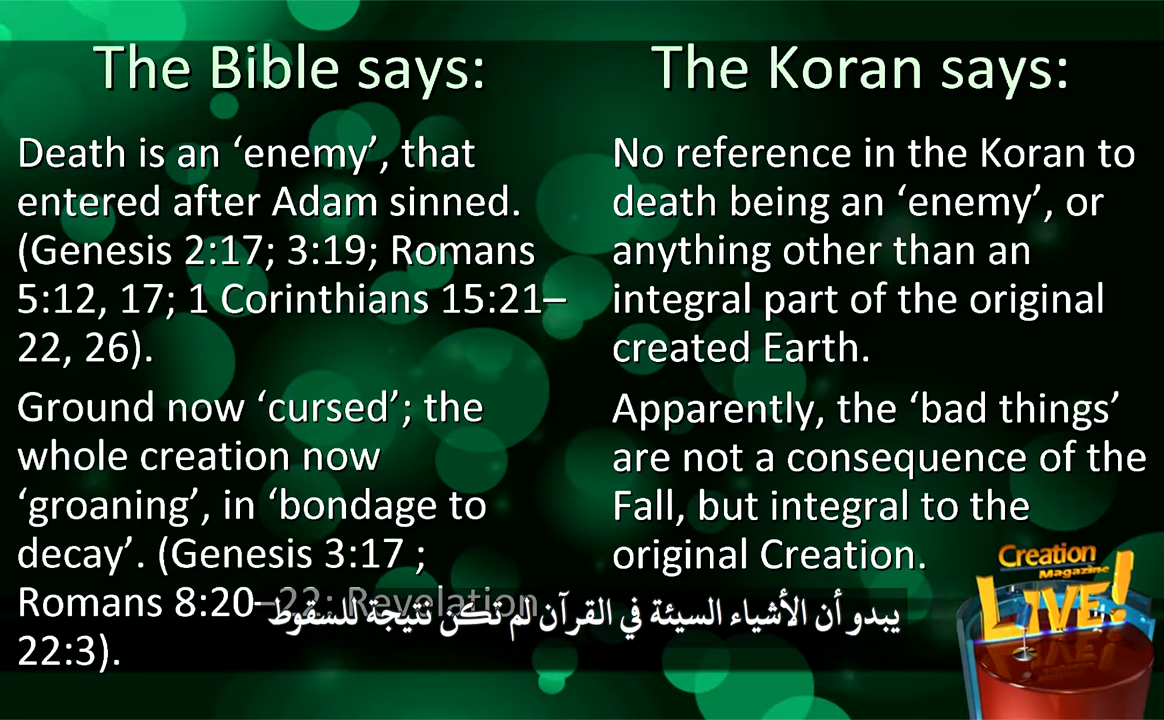 The Bible says:
Death is an ‘enemy’, that
entered after Adam sinned.
(Genesis 2:17; 3:19; Romans
5:12, 17; 1 Corinthians 15:21–
22, 26).
Ground now ‘cursed’; the
whole creation now
‘groaning’, in ‘bondage to
decay’. (Genesis 3:17 ;
Romans 8:20–22; Revelation
22:3).
The Koran says:
No reference in the Koran to
death being an ‘enemy’, or
anything other than an
integral part of the original
created Earth.
Apparently, the ‘bad things’
are not a consequence of the
Fall, but integral to the
original Creation.
يبدو أن الأشياء السيئة في القرآن لم تكن نتيجة للسقوط
Creation
Magazine
LIVE!